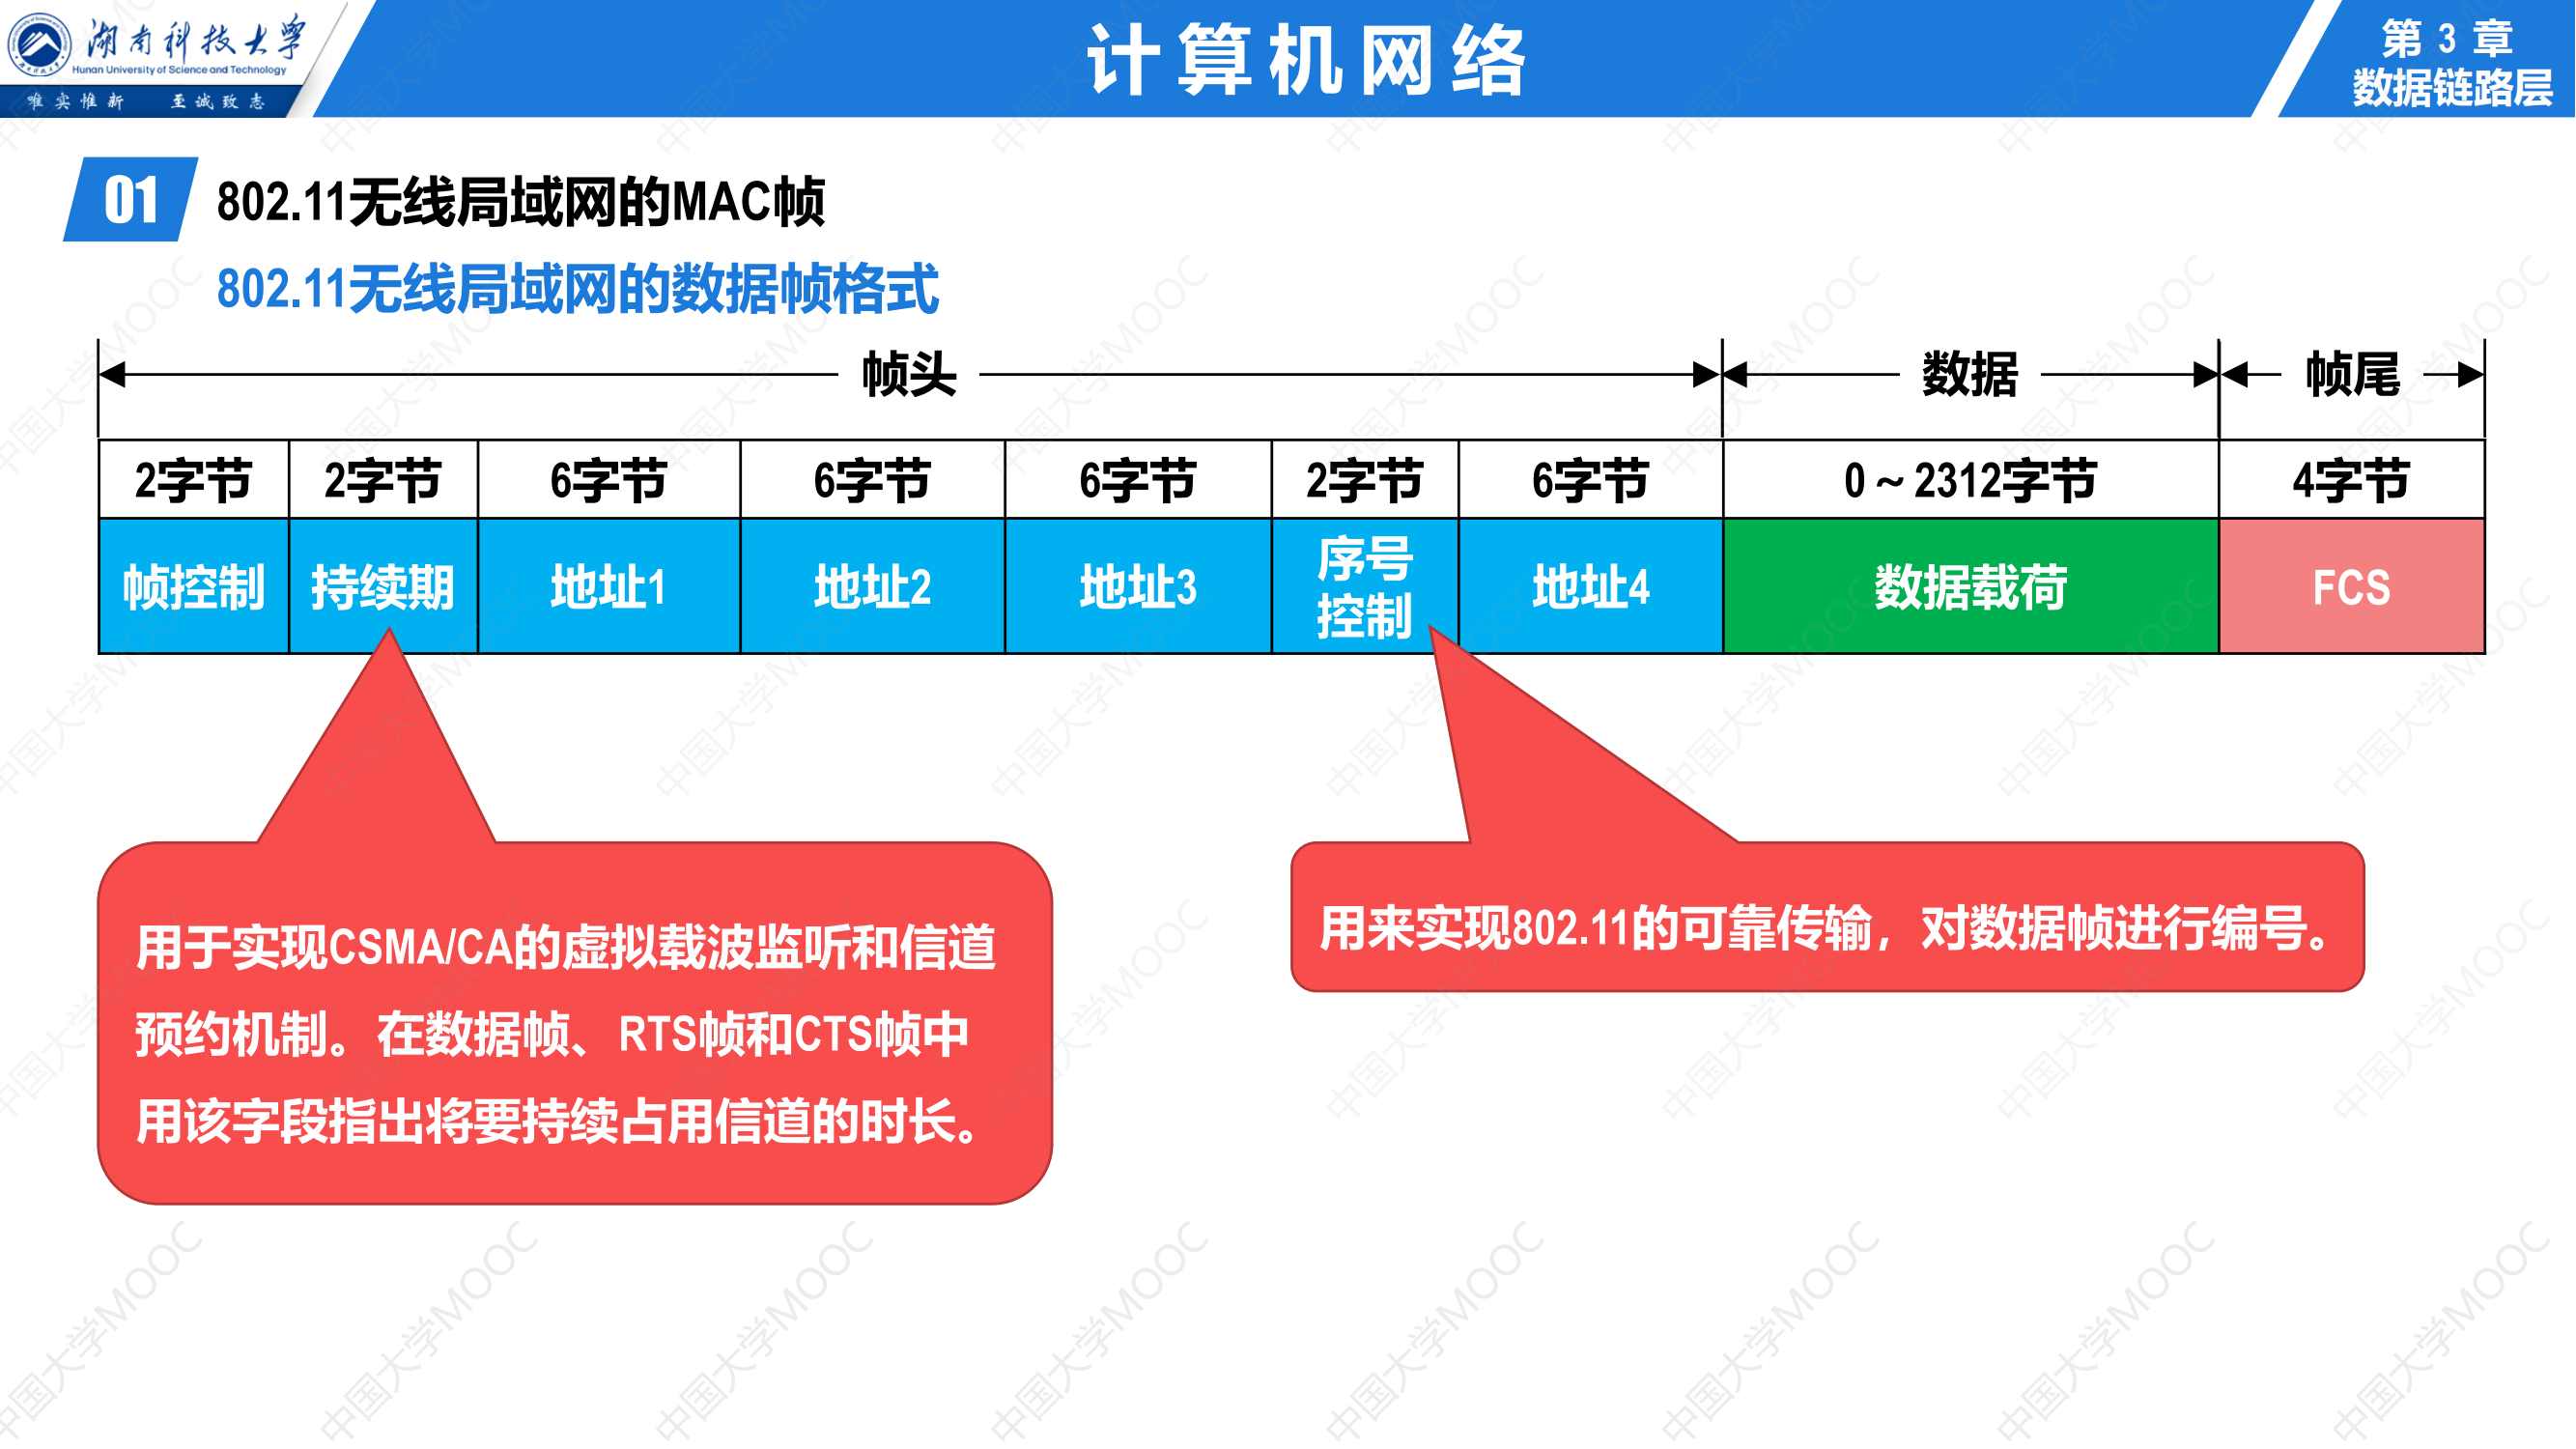 湖南科技大学
Hunan University of Science and Technology
唯实惟新 至诚致志
计算机网络
第 3 章
数据链路层
01
802.11无线局域网的MAC帧
802.11无线局域网的数据帧格式
帧头 数据 帧尾
2字节 2字节 6字节 6字节 6字节 2字节 6字节 0 ~ 2312字节 4字节
帧控制 持续期 地址1 地址2 地址3 序号控制 地址4 数据载荷 FCS
用于实现CSMA/CA的虚拟载波监听和信道
预约机制。在数据帧、RTS帧和CTS帧中
用该字段指出将要持续占用信道的时长。
用来实现802.11的可靠传输，对数据帧进行编号。
中国大学MOOC